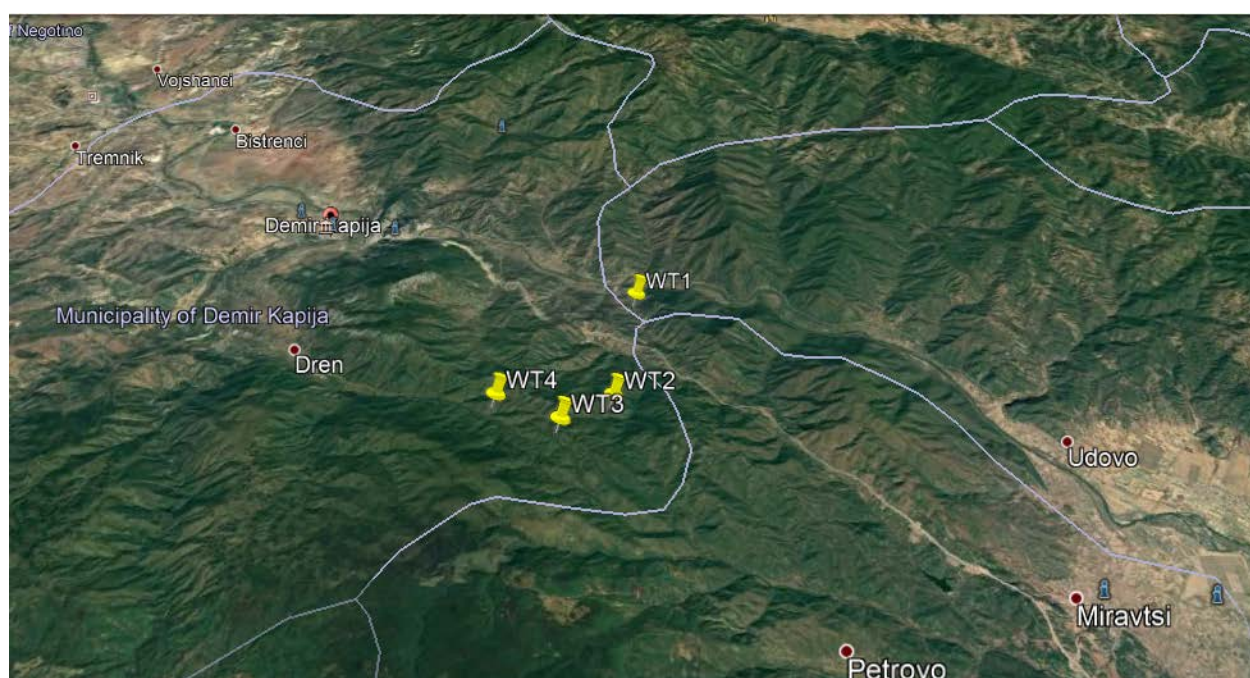 Negotino
Vojshanci
Bistrenci
Tremnik
Demir Kapija
WT1
Municipality of Demir Kapija
Dren
WT4
WT2
WT3
Udovo
Miravtsi
Petrovo